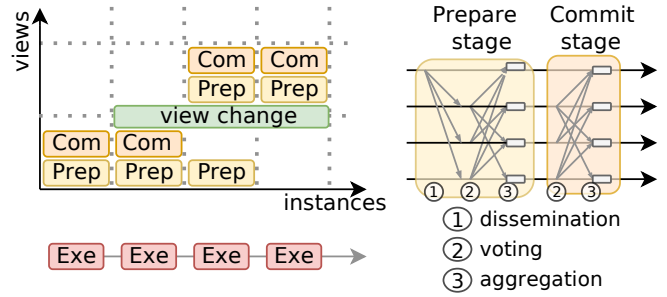 views
Com Com
Prep Prep
view change
Com Com
Prep Prep Prep
instances
Exe Exe Exe Exe
Prepare stage
Commit stage
1 2 3 2 3
1 dissemination
2 voting
3 aggregation